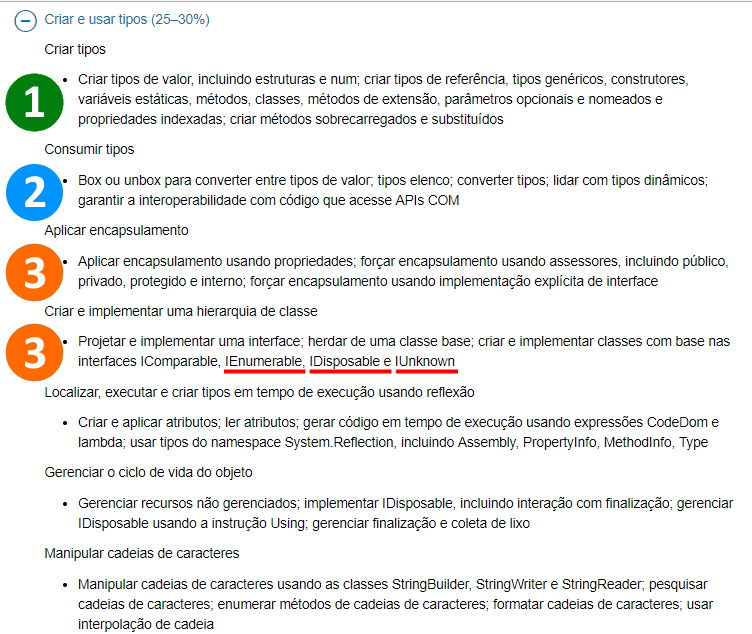 Criar e usar tipos (25–30%)
Criar tipos
1
• Criar tipos de valor, incluindo estruturas e num; criar tipos de referência, tipos genéricos, construtores,
variáveis estáticas, métodos, classes, métodos de extensão, parâmetros opcionais e nomeados e
propriedades indexadas; criar métodos sobrecarregados e substituídos
Consumir tipos
2
• Box ou unbox para converter entre tipos de valor; tipos elenco; converter tipos; lidar com tipos dinâmicos;
garantir a interoperabilidade com código que acesse APIs COM
Aplicar encapsulamento
3
• Aplicar encapsulamento usando propriedades; forçar encapsulamento usando assessores, incluindo público,
privado, protegido e interno; forçar encapsulamento usando implementação explícita de interface
Criar e implementar uma hierarquia de classe
3
• Projetar e implementar uma interface; herdar de uma classe base; criar e implementar classes com base nas
interfaces IComparable, IEnumerable, IDisposable e IUnknown
Localizar, executar e criar tipos em tempo de execução usando reflexão
• Criar e aplicar atributos; ler atributos; gerar código em tempo de execução usando expressões CodeDom e
lambda; usar tipos do namespace System.Reflection, incluindo Assembly, PropertyInfo, MethodInfo, Type
Gerenciar o ciclo de vida do objeto
• Gerenciar recursos não gerenciados; implementar IDisposable, incluindo interação com finalização; gerenciar
IDisposable usando a instrução Using; gerenciar finalização e coleta de lixo
Manipular cadeias de caracteres
• Manipular cadeias de caracteres usando as classes StringBuilder, StringWriter e StringReader; pesquisar
cadeias de caracteres; enumerar métodos de cadeias de caracteres; formatar cadeias de caracteres; usar
interpolação de cadeia